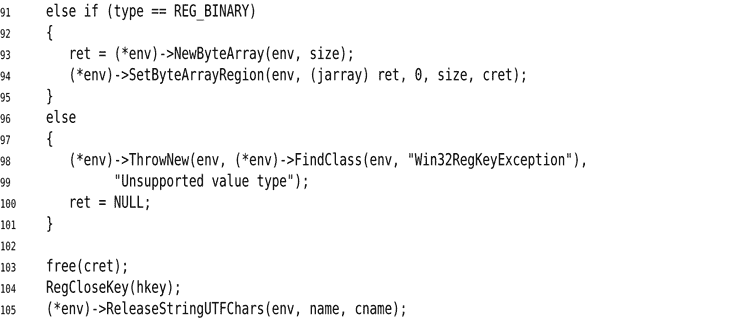 91 else if (type == REG_BINARY)
92 {
93 ret = (*env)->NewByteArray(env, size);
94 (*env)->SetByteArrayRegion(env, (jarray) ret, 0, size, cret);
95 }
96 else
97 {
98 (*env)->ThrowNew(env, (*env)->FindClass(env, "Win32RegKeyException"),
99 "Unsupported value type");
100 ret = NULL;
101 }
102
103 free(cret);
104 RegCloseKey(hkey);
105 (*env)->ReleaseStringUTFChars(env, name, cname);